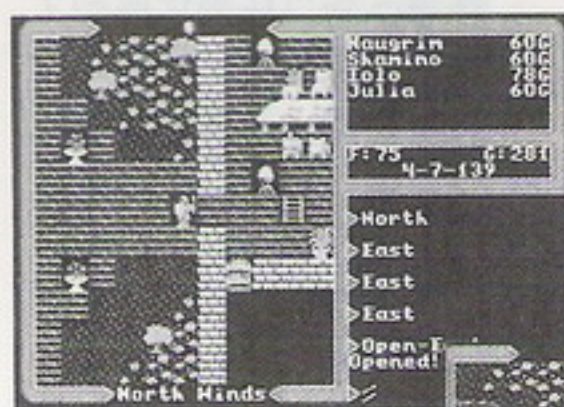 Naugrim 60G
Shamino 60G
Iolo 78G
Julia 60G
F:75 G:281
4-7-139
>North
>East
>East
>East
>Open-
Opened!
>
North Winds